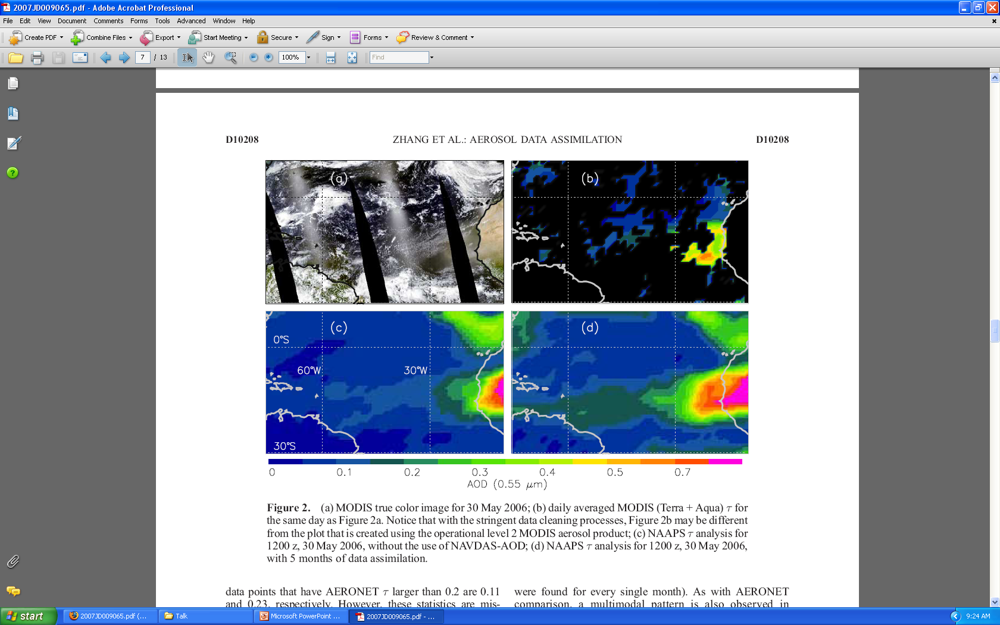 2007JD009065.pdf - Adobe Acrobat Professional
File Edit View Document Comments Forms Tools Advanced Window Help
Create PDF Combine Files Export Start Meeting Secure Sign Forms Review & Comment
7 / 13 100% Find
D10208 ZHANG ET AL.: AEROSOL DATA ASSIMILATION D10208
(a) (b)
(c) (d)
0°S
60°W 30°W
30°S
0 0.1 0.2 0.3 0.4 0.5 0.7
AOD (0.55 μm)
Figure 2. (a) MODIS true color image for 30 May 2006; (b) daily averaged MODIS (Terra + Aqua) τ for
the same day as Figure 2a. Notice that with the stringent data cleaning processes, Figure 2b may be different
from the plot that is created using the operational level 2 MODIS aerosol product; (c) NAAPS τ analysis for
1200 z, 30 May 2006, without the use of NAVDAS-AOD; (d) NAAPS τ analysis for 1200 z, 30 May 2006,
with 5 months of data assimilation.
data points that have AERONET τ larger than 0.2 are 0.11
and 0.23, respectively. However, these statistics are mis-
were found for every single month). As with AERONET
comparison, a multimodal pattern is also observed in
start 2007JD009065.pdf (... Talk Microsoft PowerPoint ... 2007JD009065.pdf - ... 9:24 AM